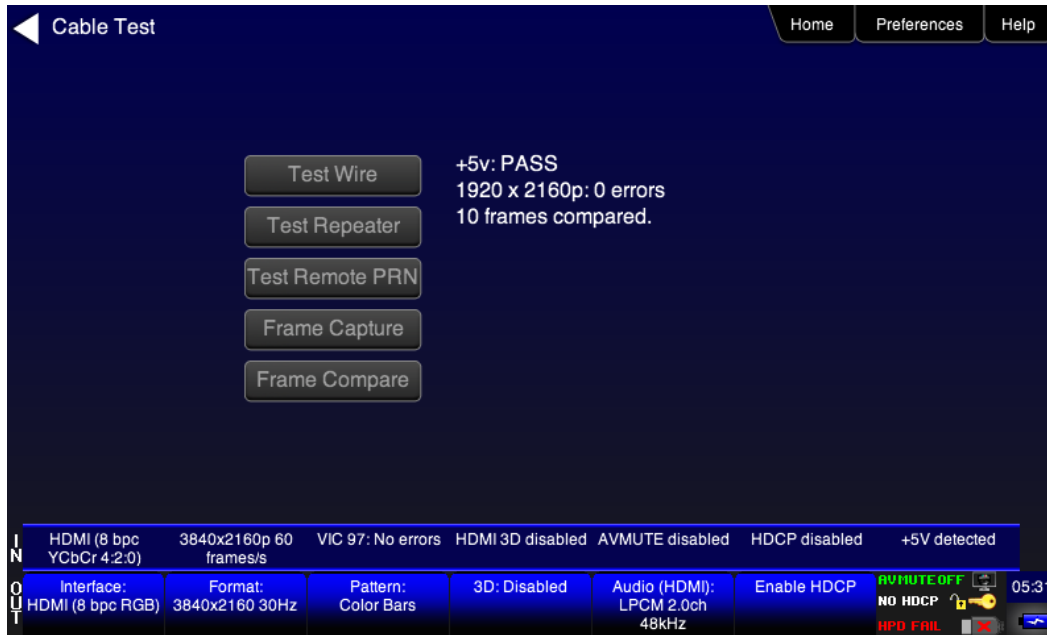 Cable Test
Home
Preferences
Help
Test Wire
+5v: PASS
1920 x 2160p: 0 errors
10 frames compared.
Test Repeater
Test Remote PRN
Frame Capture
Frame Compare
IN
HDMI (8 bpc
YCbCr 4:2:0)
3840x2160p 60
frames/s
VIC 97: No errors
HDMI 3D disabled
AVMUTE disabled
HDCP disabled
+5V detected
OUT
Interface:
HDMI (8 bpc RGB)
Format:
3840x2160 30Hz
Pattern:
Color Bars
3D: Disabled
Audio (HDMI):
LPCM 2.0ch
48kHz
Enable HDCP
AVMUTE OFF
NO HDCP
HPD FAIL
05:31